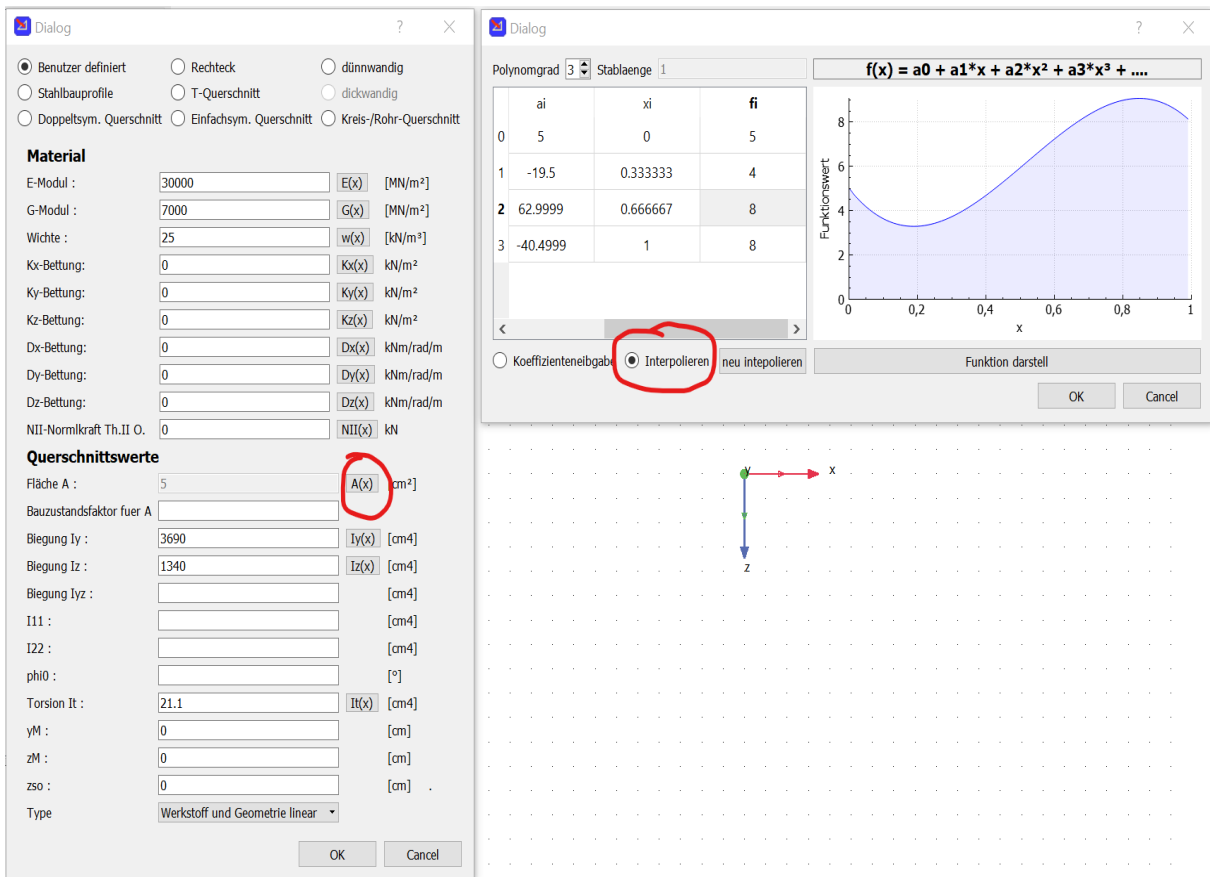 Dialog ? ×
Benutzer definiert Rechteck dünnwandig
Stahlbauprofile T-Querschnitt dickwandig
Doppeltsym. Querschnitt Einfachsym. Querschnitt Kreis-/Rohr-Querschnitt
Material
E-Modul : 30000 E(x) [MN/m²]
G-Modul : 7000 G(x) [MN/m²]
Wichte : 25 w(x) [kN/m³]
Kx-Bettung: 0 Kx(x) kN/m²
Ky-Bettung: 0 Ky(x) kN/m²
Kz-Bettung: 0 Kz(x) kN/m²
Dx-Bettung: 0 Dx(x) kNm/rad/m
Dy-Bettung: 0 Dy(x) kNm/rad/m
Dz-Bettung: 0 Dz(x) kNm/rad/m
NII-Normlkraft Th.II O. 0 NII(x) kN
Querschnittswerte
Fläche A : 5 A(x) [cm²]
Bauzustandsfaktor fuer A
Biegung Iy : 3690 Iy(x) [cm4]
Biegung Iz : 1340 Iz(x) [cm4]
Biegung Iyz : [cm4]
I11 : [cm4]
I22 : [cm4]
phi0 : [°]
Torsion It : 21.1 It(x) [cm4]
yM : 0 [cm]
zM : 0 [cm]
zso : 0 [cm] .
Type Werkstoff und Geometrie linear
OK Cancel
Dialog ? ×
Polynomgrad 3 Stablaenge 1 f(x) = a0 + a1*x + a2*x² + a3*x³ + ....
ai xi fi
0 5 0 5
1 -19.5 0.333333 4
2 62.9999 0.666667 8
3 -40.4999 1 8
Funktionswert
8
6
4
2
0
0 0,2 0,4 0,6 0,8 1
x
Koeffizienteneibgabe Interpolieren neu intepolieren Funktion darstell
OK Cancel
y x
z